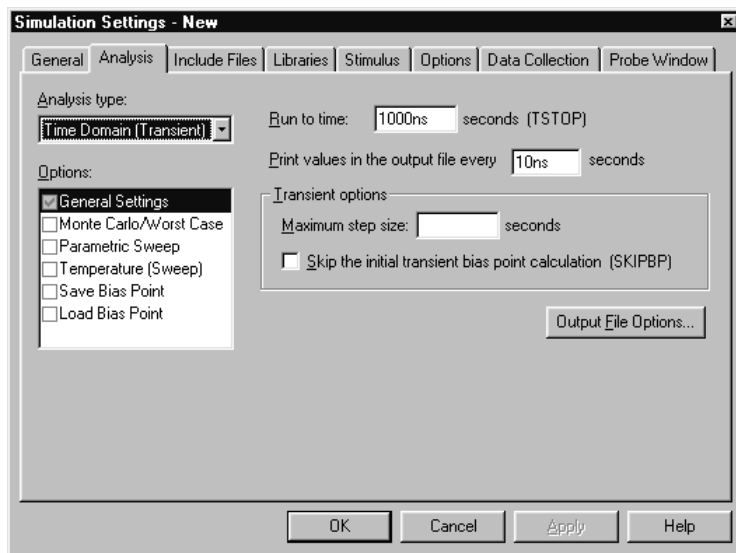 Simulation Settings - New
General Analysis Include Files Libraries Stimulus Options Data Collection Probe Window
Analysis type:
Time Domain (Transient)
Options:
General Settings
Monte Carlo/Worst Case
Parametric Sweep
Temperature (Sweep)
Save Bias Point
Load Bias Point
Run to time: 1000ns seconds (TSTOP)
Print values in the output file every 10ns seconds
Transient options
Maximum step size: seconds
Skip the initial transient bias point calculation (SKIPBP)
Output File Options...
OK Cancel Apply Help